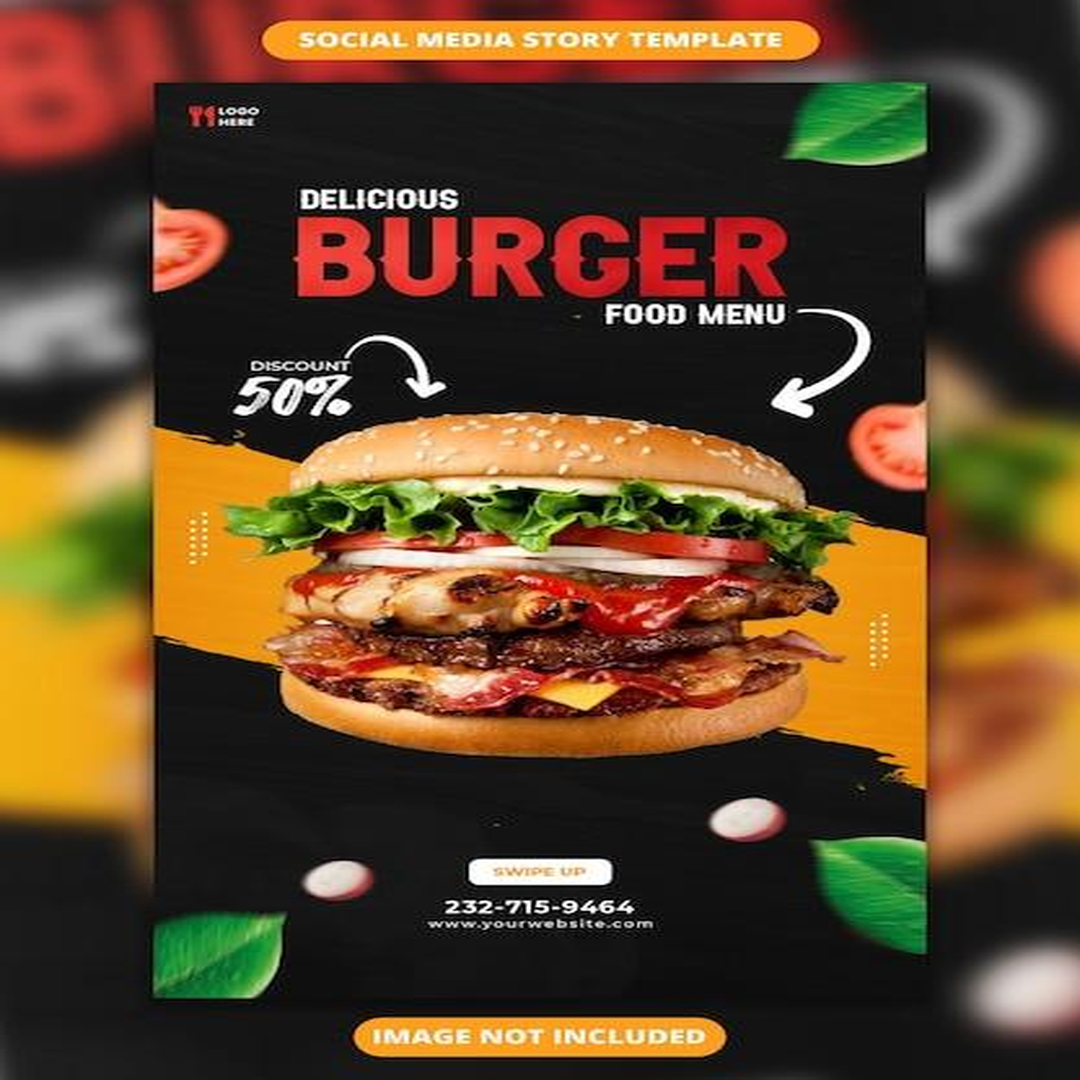 SOCIAL MEDIA STORY TEMPLATE
LOGO
HERE
DELICIOUS
BURGER
FOOD MENU
DISCOUNT
50%
SWIPE UP
232-715-9464
www.yourwebsite.com
IMAGE NOT INCLUDED